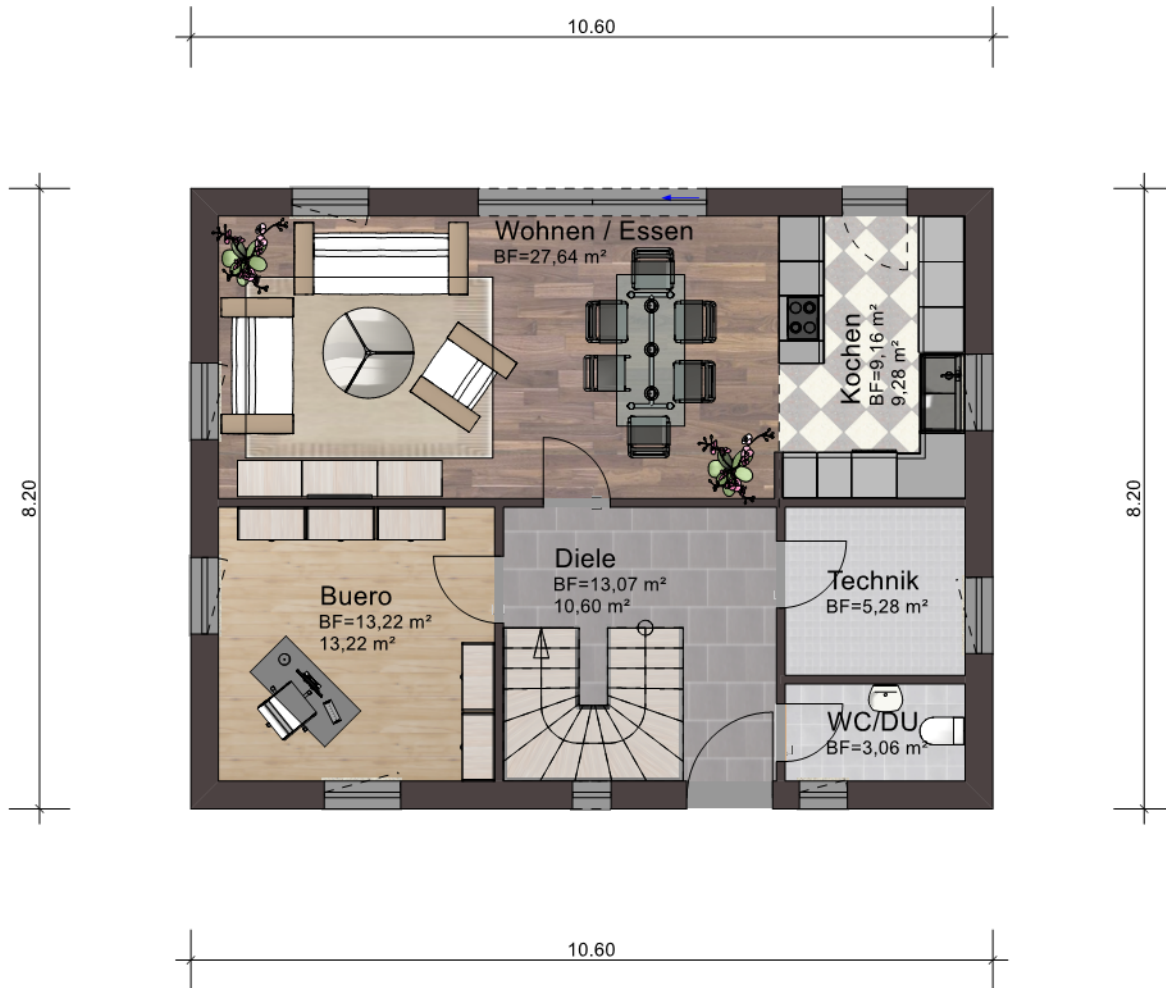 10.60
Wohnen / Essen
BF=27,64 m²
Kochen
BF=9,16 m²
9,28 m²
8.20
8.20
Diele
BF=13,07 m²
10,60 m²
Technik
BF=5,28 m²
Buero
BF=13,22 m²
13,22 m²
WC/DU
BF=3,06 m²
10.60